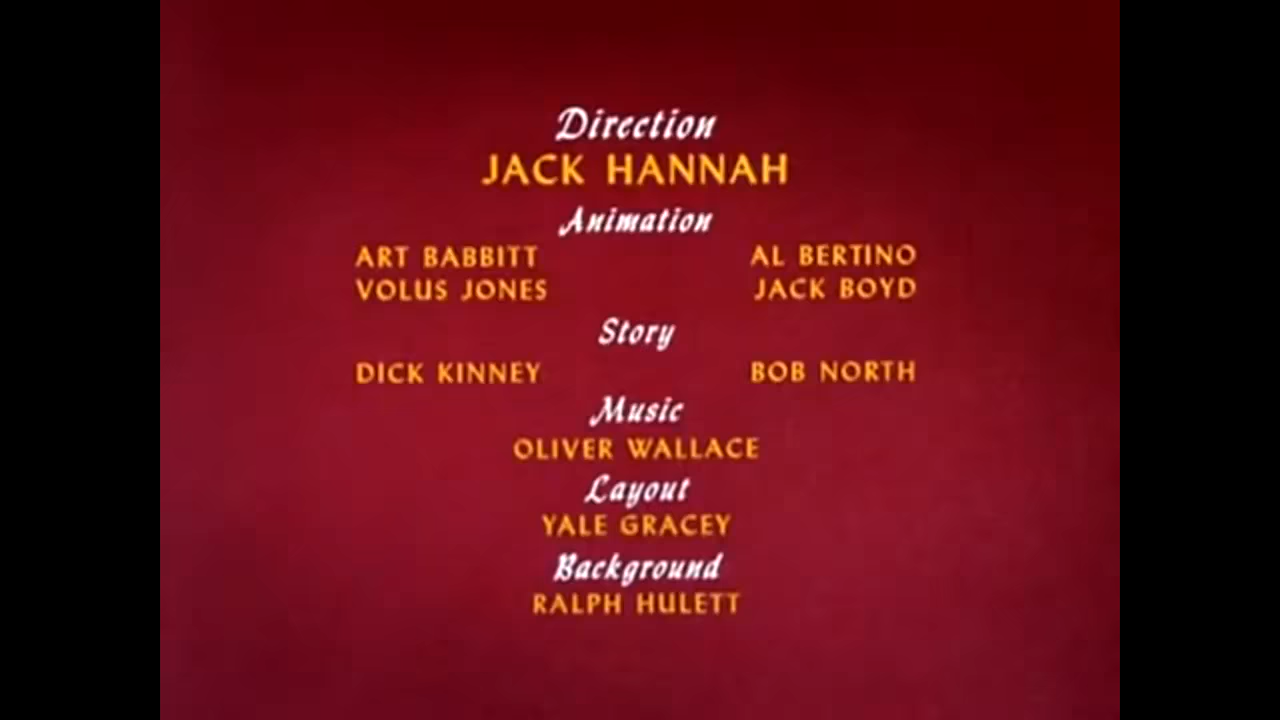 Direction
JACK HANNAH
Animation
ART BABBITT AL BERTINO
VOLUS JONES JACK BOYD
Story
DICK KINNEY BOB NORTH
Music
OLIVER WALLACE
Layout
YALE GRACEY
Background
RALPH HULETT